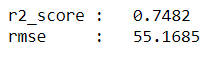 r2_score :   0.7482
rmse     :   55.1685